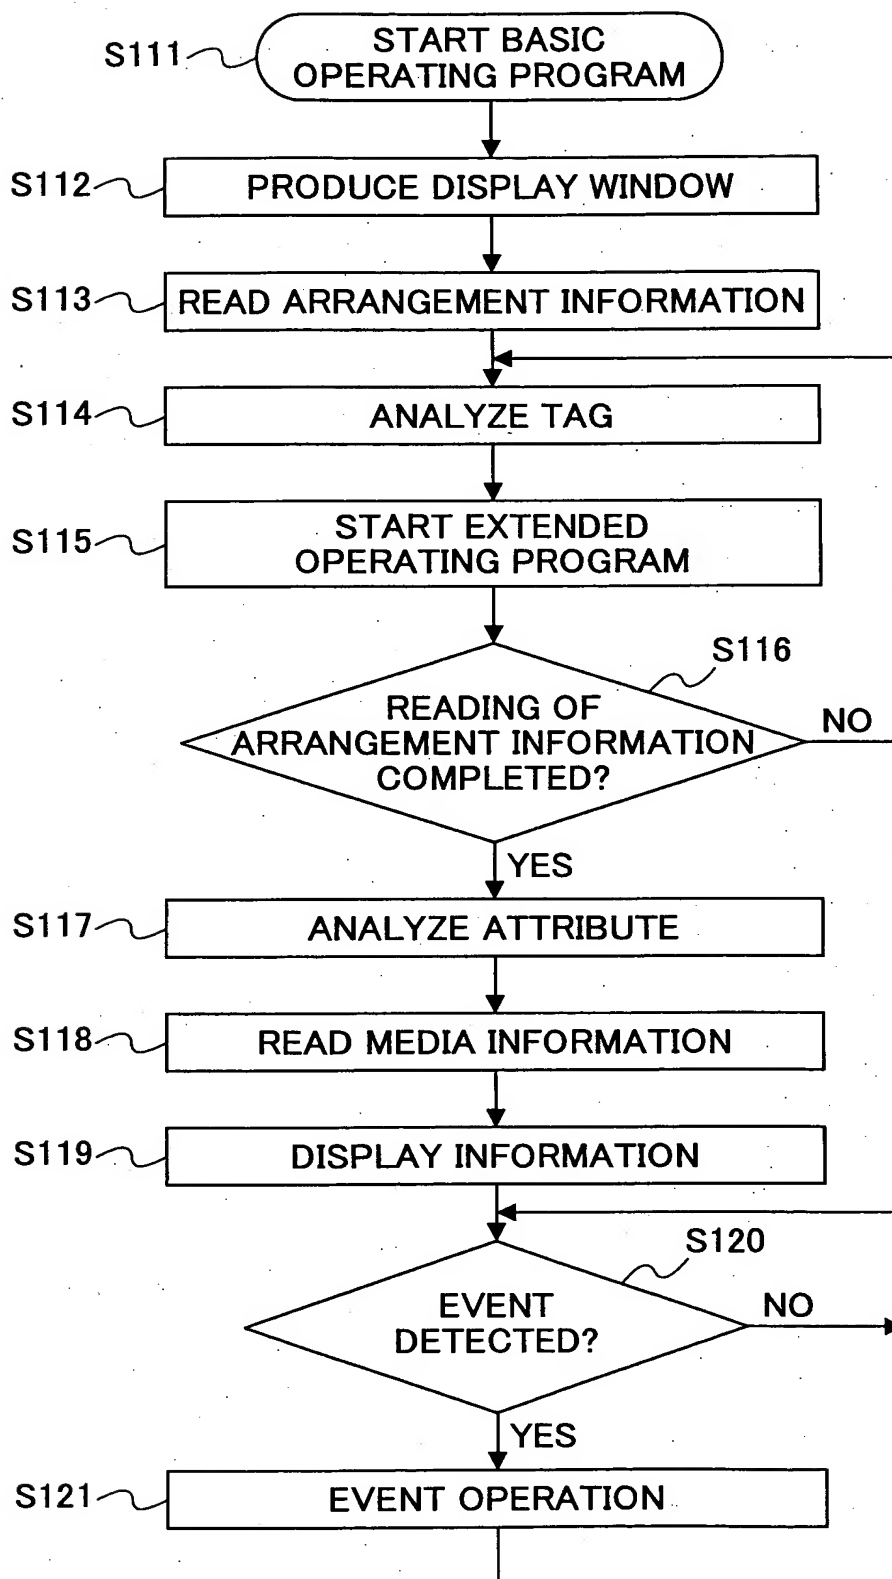 S111
START BASIC
OPERATING PROGRAM
S112
PRODUCE DISPLAY WINDOW
S113
READ ARRANGEMENT INFORMATION
S114
ANALYZE TAG
S115
START EXTENDED
OPERATING PROGRAM
S116
READING OF
ARRANGEMENT INFORMATION
COMPLETED?
NO
YES
S117
ANALYZE ATTRIBUTE
S118
READ MEDIA INFORMATION
S119
DISPLAY INFORMATION
S120
EVENT
DETECTED?
NO
YES
S121
EVENT OPERATION